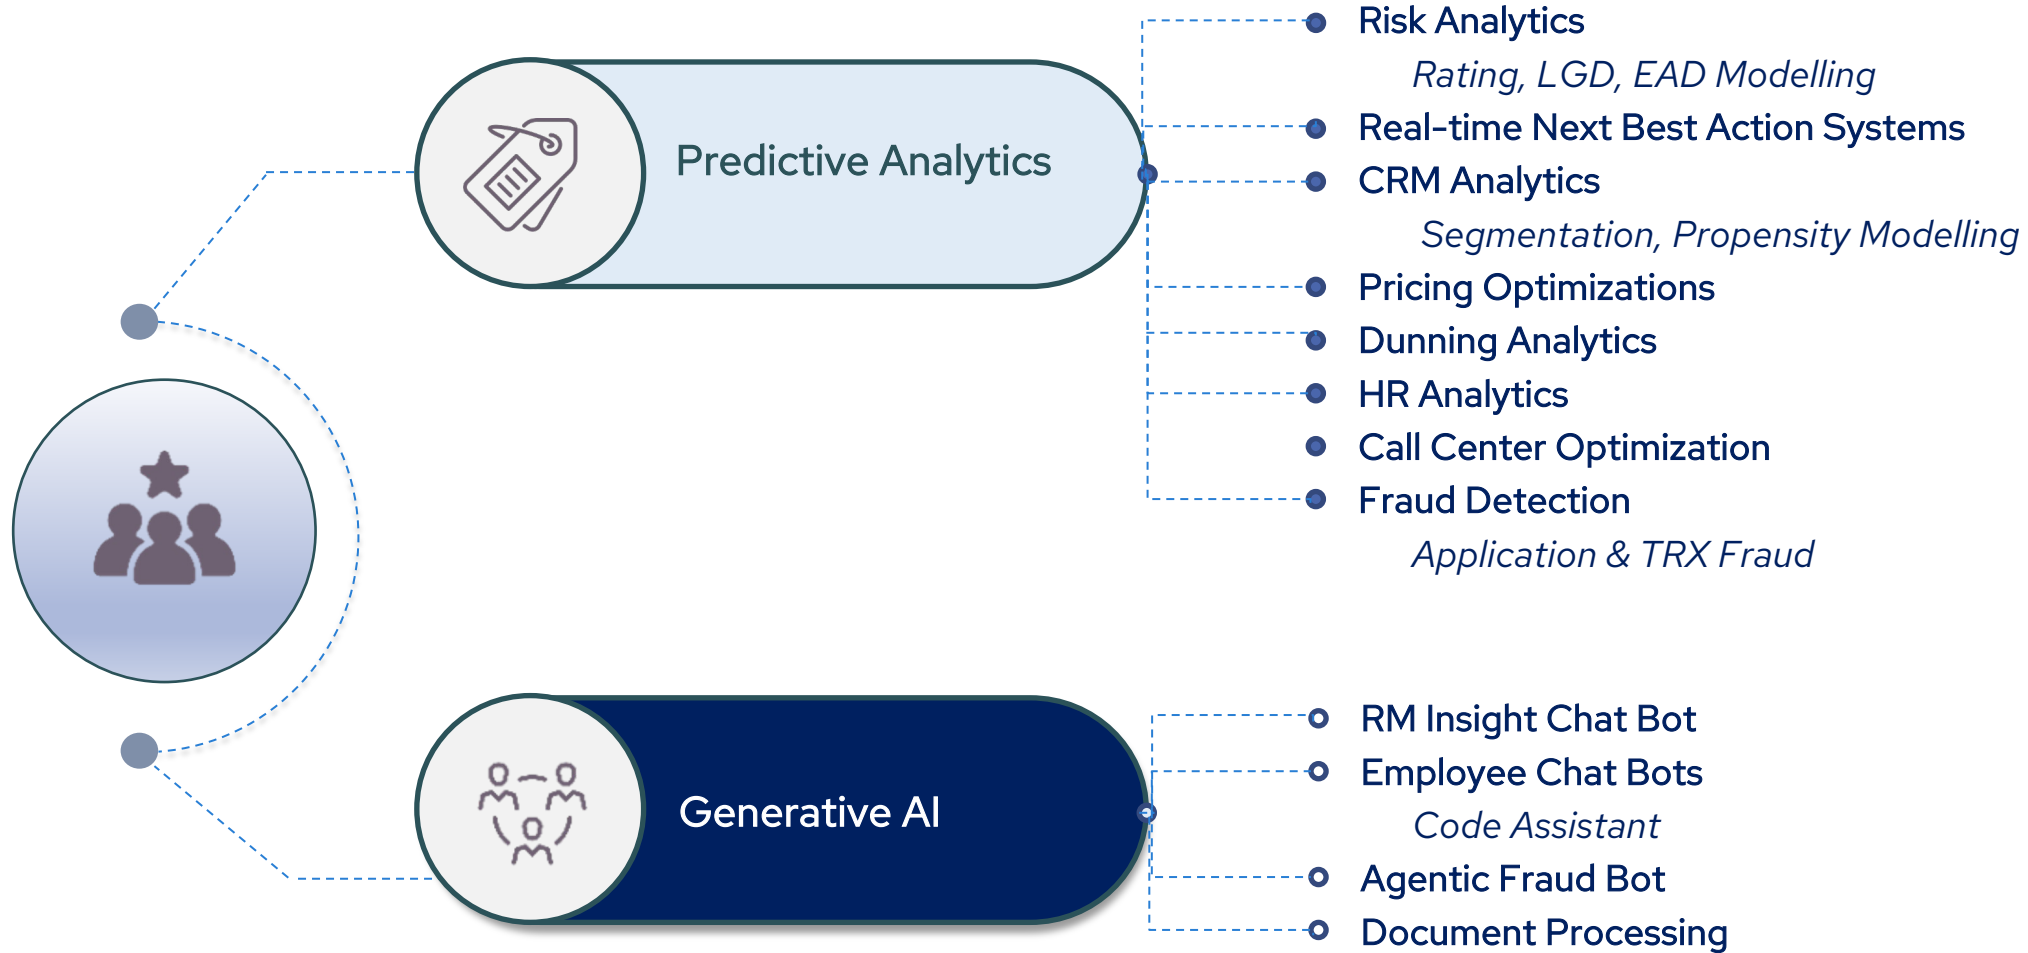 Predictive Analytics
Risk Analytics
Rating, LGD, EAD Modelling
Real-time Next Best Action Systems
CRM Analytics
Segmentation, Propensity Modelling
Pricing Optimizations
Dunning Analytics
HR Analytics
Call Center Optimization
Fraud Detection
Application & TRX Fraud
Generative AI
RM Insight Chat Bot
Employee Chat Bots
Code Assistant
Agentic Fraud Bot
Document Processing